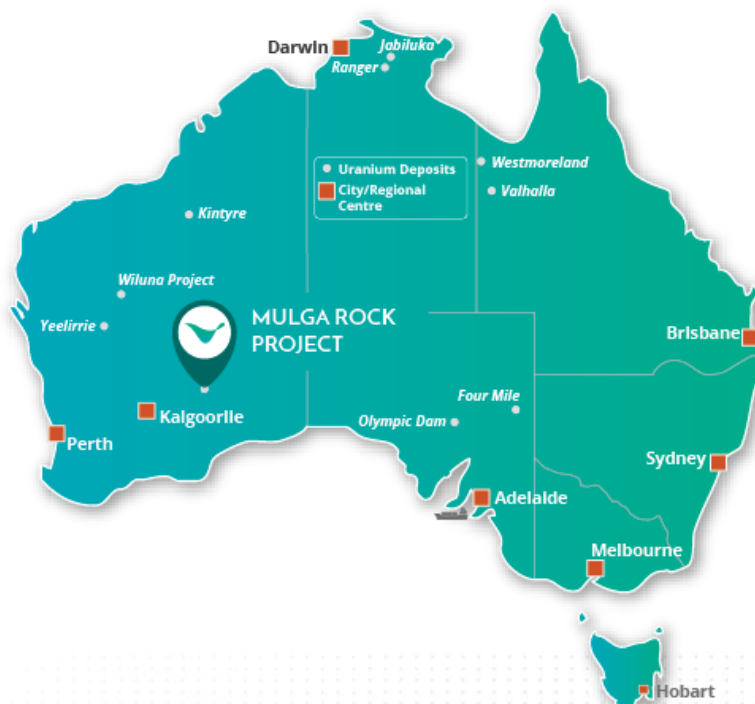 Darwin
Jabiluka
Ranger
Uranium Deposits
City/Regional
Centre
Westmoreland
Valhalla
Kintyre
Wiluna Project
Yeelirrie
MULGA ROCK
PROJECT
Brisbane
Four Mile
Olympic Dam
Kalgoorlie
Perth
Sydney
Adelaide
Melbourne
Hobart